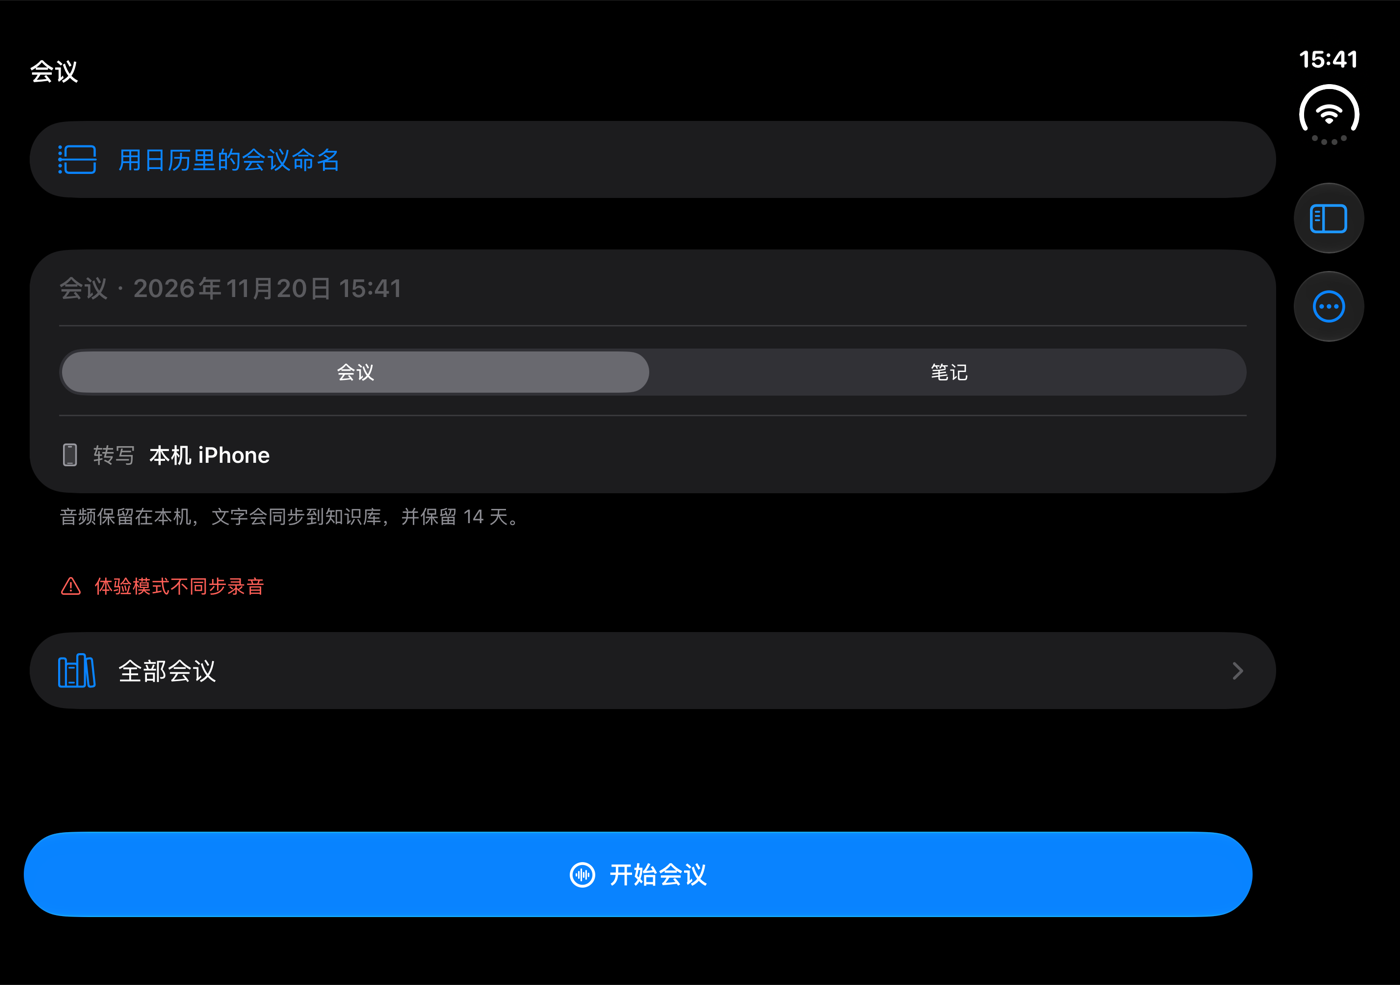 会议
15:41
用日历里的会议命名
会议 · 2026年11月20日 15:41
会议
笔记
转写 本机 iPhone
音频保留在本机，文字会同步到知识库，并保留 14 天。
体验模式不同步录音
全部会议
开始会议